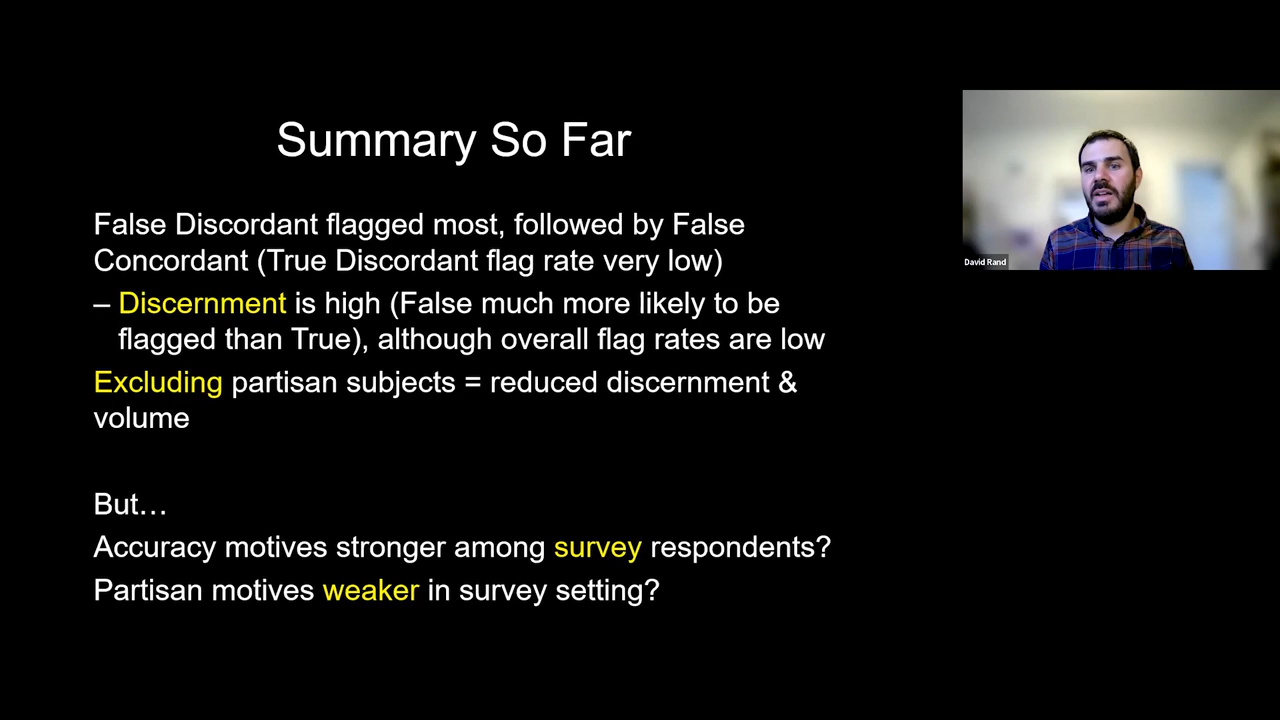 Summary So Far
False Discordant flagged most, followed by False
Concordant (True Discordant flag rate very low)
– Discernment is high (False much more likely to be
flagged than True), although overall flag rates are low
Excluding partisan subjects = reduced discernment &
volume
But…
Accuracy motives stronger among survey respondents?
Partisan motives weaker in survey setting?
David Rand